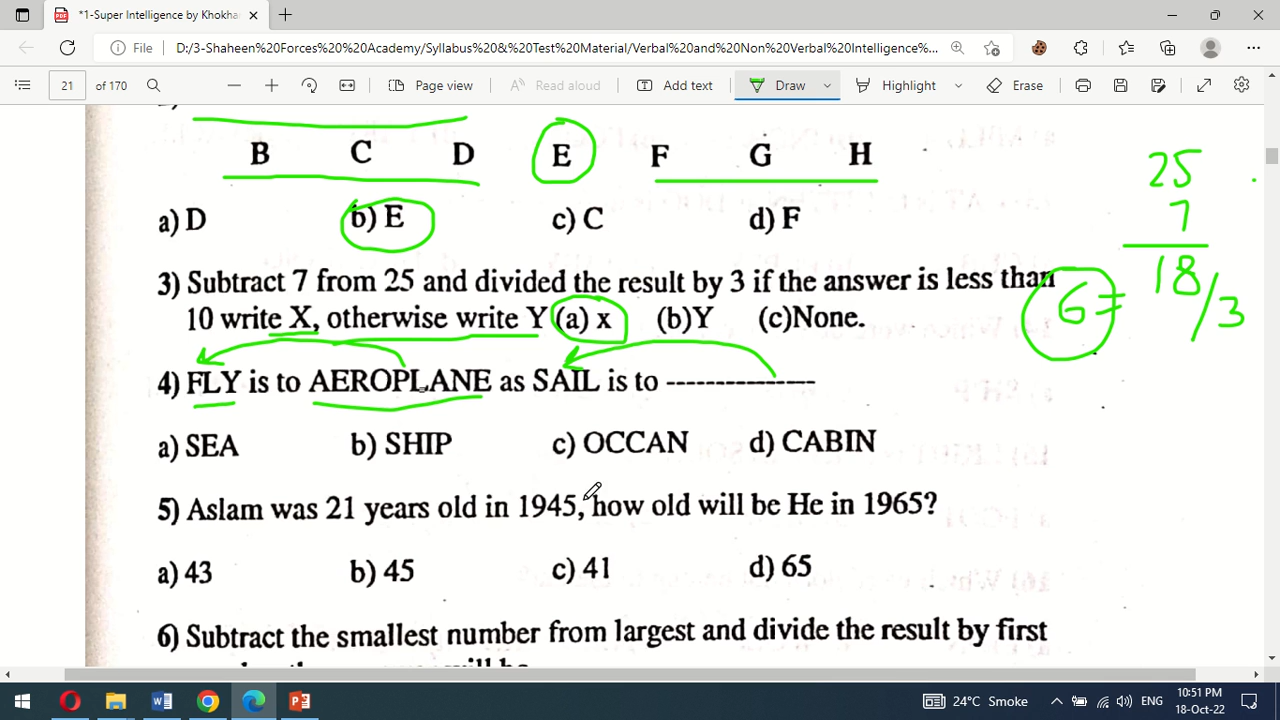 *1-Super Intelligence by Khokha
File
D:/3-Shaheen%20Forces%20%20Academy/Syllabus%20&%20Test%20Material/Verbal%20and%20Non%20Verbal%20Intelligence%...
21 of 170
Page view
Read aloud
Add text
Draw
Highlight
Erase
B C D E F G H
a) D b) E c) C d) F
3) Subtract 7 from 25 and divided the result by 3 if the answer is less than
10 write X, otherwise write Y (a) x (b)Y (c)None.
25
7
18/3
6=
4) FLY is to AEROPLANE as SAIL is to ---------------
a) SEA b) SHIP c) OCCAN d) CABIN
5) Aslam was 21 years old in 1945, how old will be He in 1965?
a) 43 b) 45 c) 41 d) 65
6) Subtract the smallest number from largest and divide the result by first
24°C Smoke
ENG
10:51 PM
18-Oct-22